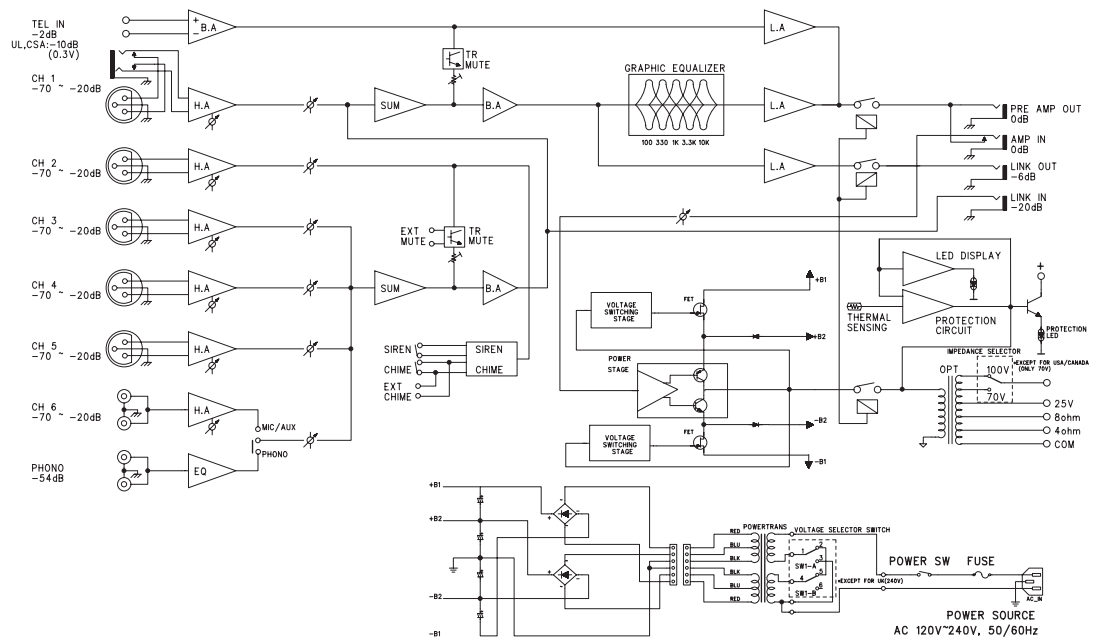 TEL IN
−2dB
UL,CSA:−10dB
(0.3V)
+
−
B.A
CH 1
−70 ~ −20dB
H.A
SUM
TR
MUTE
B.A
GRAPHIC EQUALIZER
100 330 1K 3.3K 10K
L.A
L.A
L.A
PRE AMP OUT
0dB
AMP IN
0dB
LINK OUT
−6dB
LINK IN
−20dB
CH 2
−70 ~ −20dB
H.A
CH 3
−70 ~ −20dB
H.A
EXT
MUTE
TR
MUTE
CH 4
−70 ~ −20dB
H.A
SUM
B.A
CH 5
−70 ~ −20dB
H.A
SIREN
CHIME
EXT
CHIME
SIREN
CHIME
CH 6
−70 ~ −20dB
H.A
MIC/AUX
PHONO
PHONO
−54dB
EQ
VOLTAGE
SWITCHING
STAGE
FET
+B1
+B2
POWER
STAGE
−B2
VOLTAGE
SWITCHING
STAGE
FET
−B1
LED DISPLAY
THERMAL
SENSING
PROTECTION
CIRCUIT
+
PROTECTION
LED
IMPEDANCE SELECTOR
*EXCEPT FOR USA/CANADA
(ONLY 70V)
OPT
100V
70V
25V
8ohm
4ohm
COM
+B1
+B2
−B2
−B1
+
−
+
−
RED
BLU
BLK
BLK
BLU
RED
POWERTRANS
VOLTAGE SELECTOR SWITCH
1
2
3
SW1-A
4
5
6
SW1-B
*EXCEPT FOR UK(240V)
POWER SW
FUSE
AC_IN
POWER SOURCE
AC 120V~240V, 50/60Hz